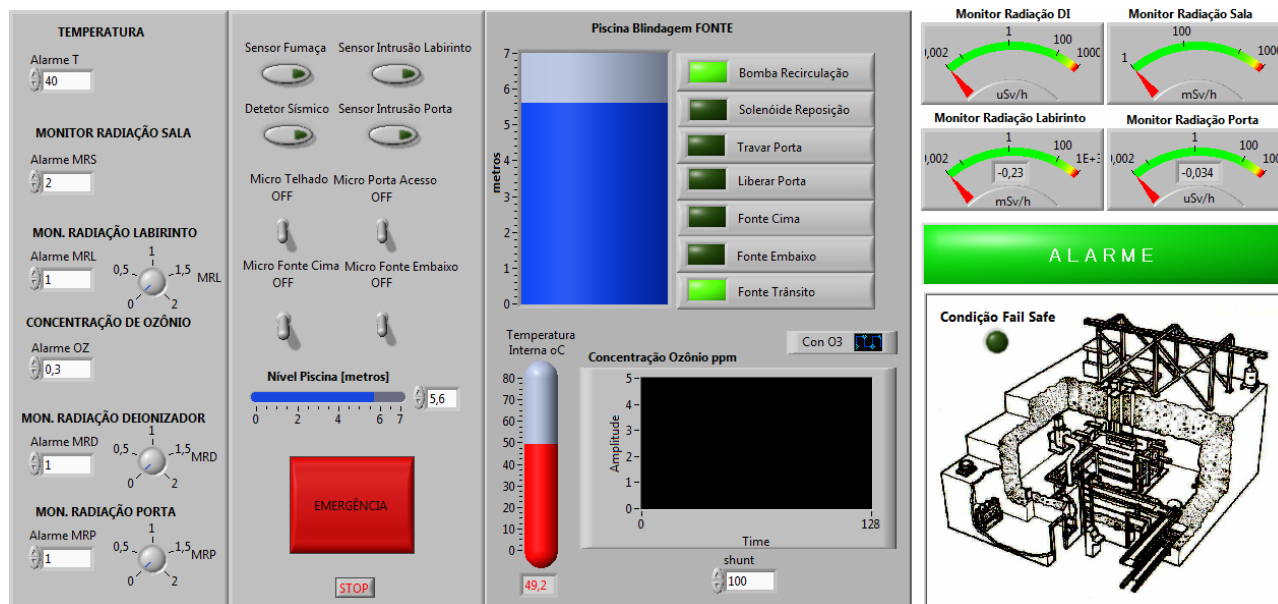 TEMPERATURA
Alarme T
40
MONITOR RADIAÇÃO SALA
Alarme MRS
2
MON. RADIAÇÃO LABIRINTO
Alarme MRL
1
0 0,5 1 1,5 2 MRL
CONCENTRAÇÃO DE OZÔNIO
Alarme OZ
0,3
MON. RADIAÇÃO DEIONIZADOR
Alarme MRD
1
0 0,5 1 1,5 2 MRD
MON. RADIAÇÃO PORTA
Alarme MRP
1
0 0,5 1 1,5 2 MRP
Sensor Fumaça Sensor Intrusão Labirinto
Detetor Sísmico Sensor Intrusão Porta
Micro Telhado Micro Porta Acesso
OFF OFF
Micro Fonte Cima Micro Fonte Embaixo
OFF OFF
Nível Piscina [metros]
0 2 4 6 7
5,6
EMERGÊNCIA
STOP
Piscina Blindagem FONTE
metros
7
6
5
4
3
2
1
0
Bomba Recirculação
Solenóide Reposição
Travar Porta
Liberar Porta
Fonte Cima
Fonte Embaixo
Fonte Trânsito
Temperatura
Interna oC
80
70
60
50
40
30
20
10
0
49,2
Con O3
Concentração Ozônio ppm
Amplitude
5
4
3
2
1
0
0 128
Time
shunt
100
Monitor Radiação DI
0,002 1 100 1000
uSv/h
Monitor Radiação Sala
1 100
mSv/h
Monitor Radiação Labirinto
0,002 1 100
-0,23
mSv/h
Monitor Radiação Porta
0,002 1 100
-0,034
uSv/h
ALARME
Condição Fail Safe